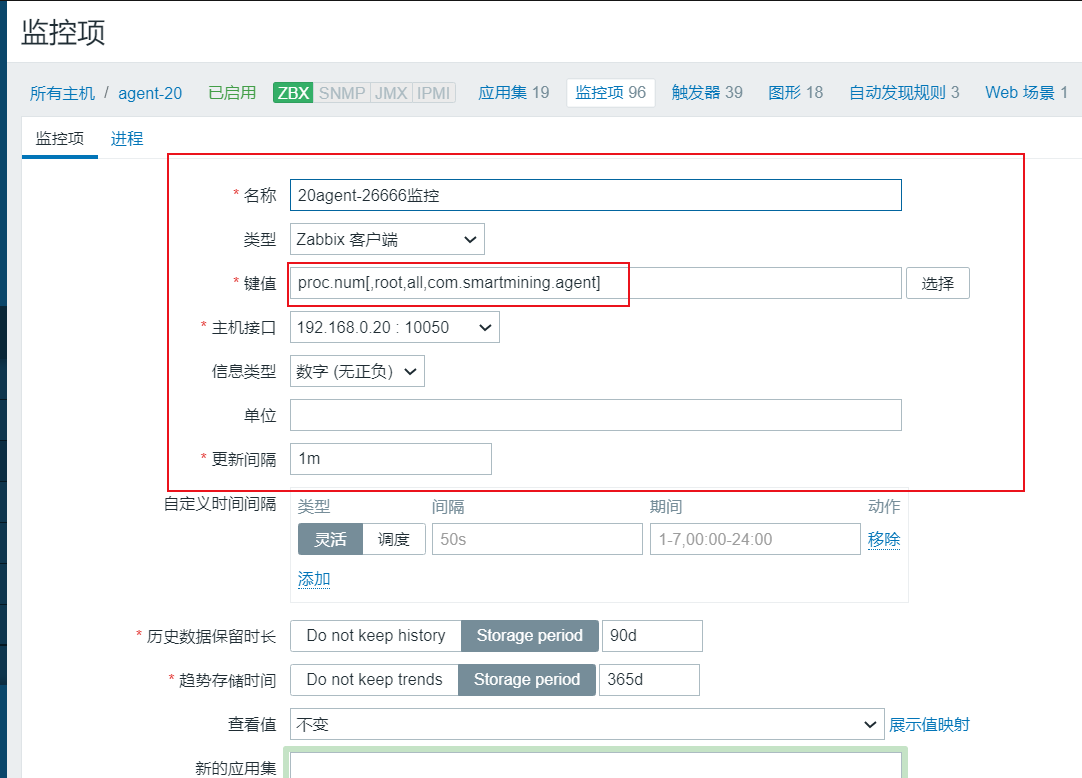 监控项
所有主机 / agent-20 已启用 ZBX SNMP JMX IPMI 应用集 19 监控项 96 触发器 39 图形 18 自动发现规则 3 Web 场景 1
监控项 进程
* 名称 20agent-26666监控
类型 Zabbix 客户端
* 键值 proc.num[,root,all,com.smartmining.agent] 选择
* 主机接口 192.168.0.20 : 10050
信息类型 数字 (无正负)
单位
* 更新间隔 1m
自定义时间间隔 类型 间隔 期间 动作
灵活 调度 50s 1-7,00:00-24:00 移除
添加
* 历史数据保留时长 Do not keep history Storage period 90d
* 趋势存储时间 Do not keep trends Storage period 365d
查看值 不变 展示值映射
新的应用集